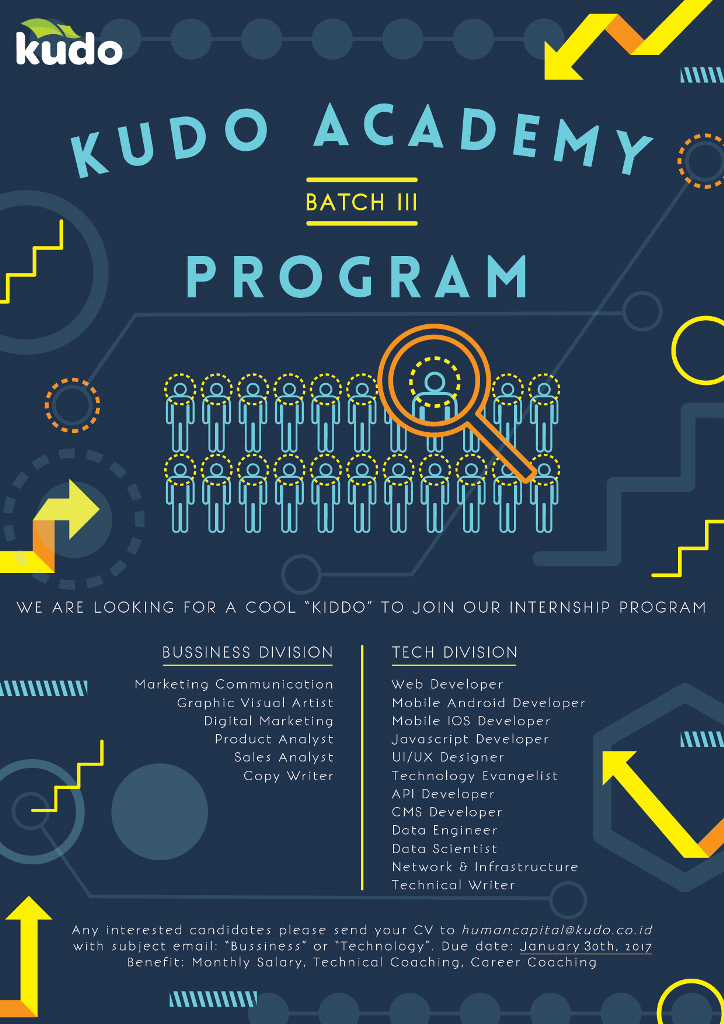 kudo
KUDO ACADEMY
BATCH III
PROGRAM
WE ARE LOOKING FOR A COOL "KIDDO" TO JOIN OUR INTERNSHIP PROGRAM
BUSSINESS DIVISION
Marketing Communication
Graphic Visual Artist
Digital Marketing
Product Analyst
Sales Analyst
Copy Writer
TECH DIVISION
Web Developer
Mobile Android Developer
Mobile IOS Developer
Javascript Developer
UI/UX Designer
Technology Evangelist
API Developer
CMS Developer
Data Engineer
Data Scientist
Network & Infrastructure
Technical Writer
Any interested candidates please send your CV to humancapital@kudo.co.id
with subject email: "Bussiness" or "Technology". Due date: January 30th, 2017
Benefit: Monthly Salary, Technical Coaching, Career Coaching